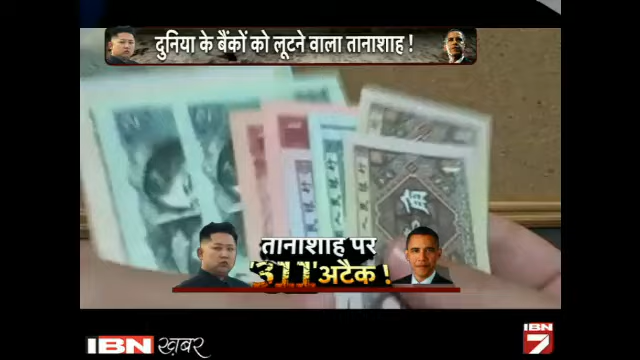 दुनिया के बैंकों को लूटने वाला तानाशाह !
तानाशाह पर
'311' अटैक !
IBN ख़बर
IBN
7